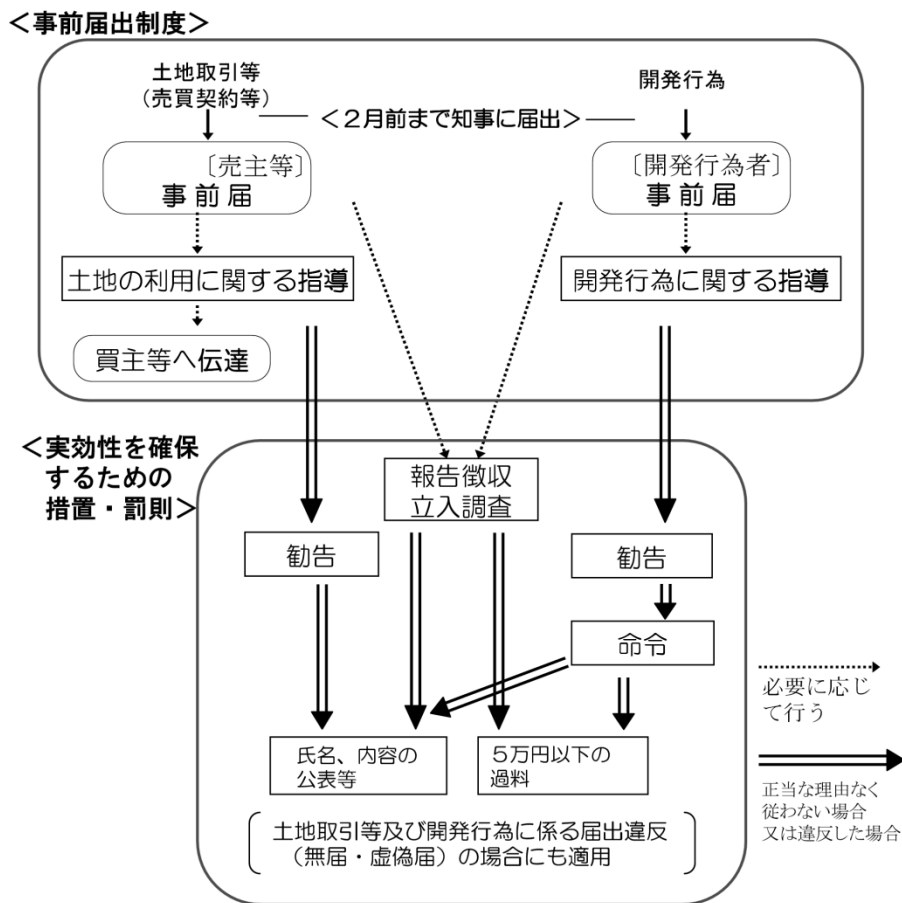 ＜事前届出制度＞
土地取引等
（売買契約等）
開発行為
＜２月前まで知事に届出＞
〔売主等〕
事 前 届
〔開発行為者〕
事 前 届
土地の利用に関する指導
開発行為に関する指導
買主等へ伝達
＜実効性を確保
するための
措置・罰則＞
報告徴収
立入調査
勧告
勧告
命令
必要に応じ
て行う
氏名、内容の
公表等
５万円以下の
過料
正当な理由なく
従わない場合
又は違反した場合
土地取引等及び開発行為に係る届出違反
（無届・虚偽届）の場合にも適用